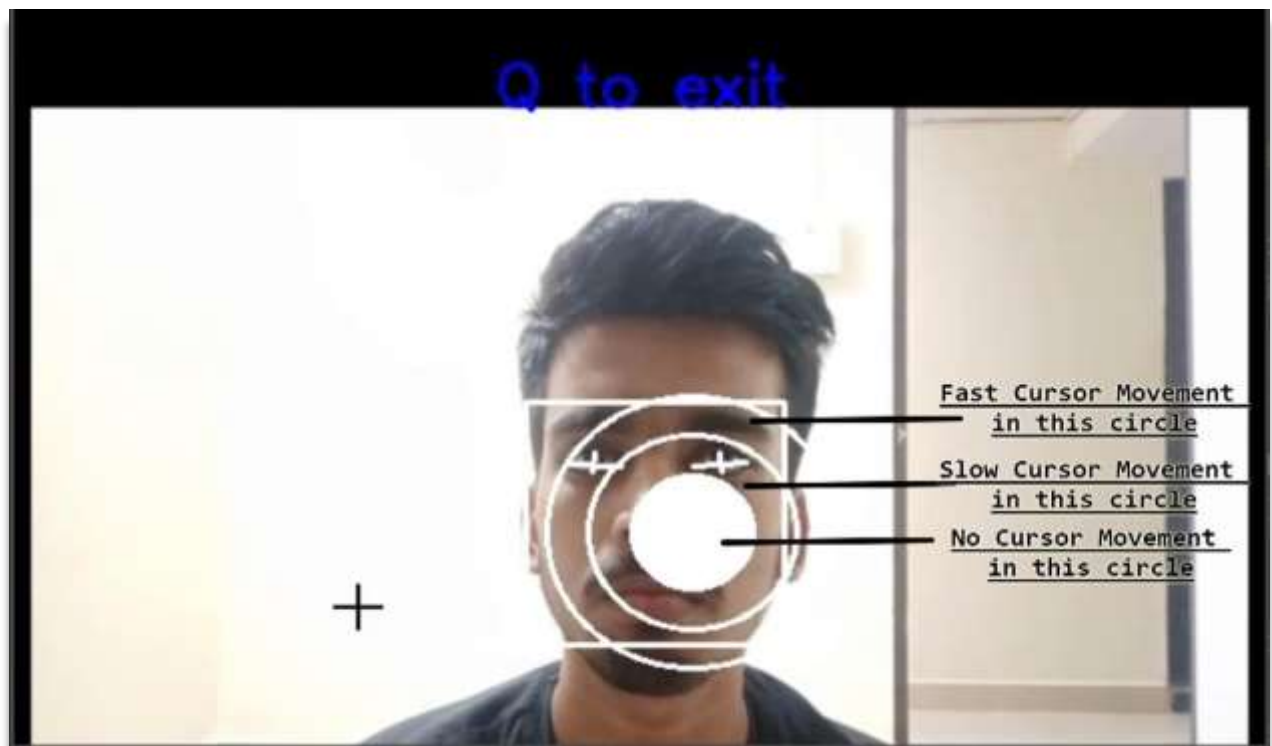 Q to exit
Fast Cursor Movement
in this circle
Slow Cursor Movement
in this circle
No Cursor Movement
in this circle